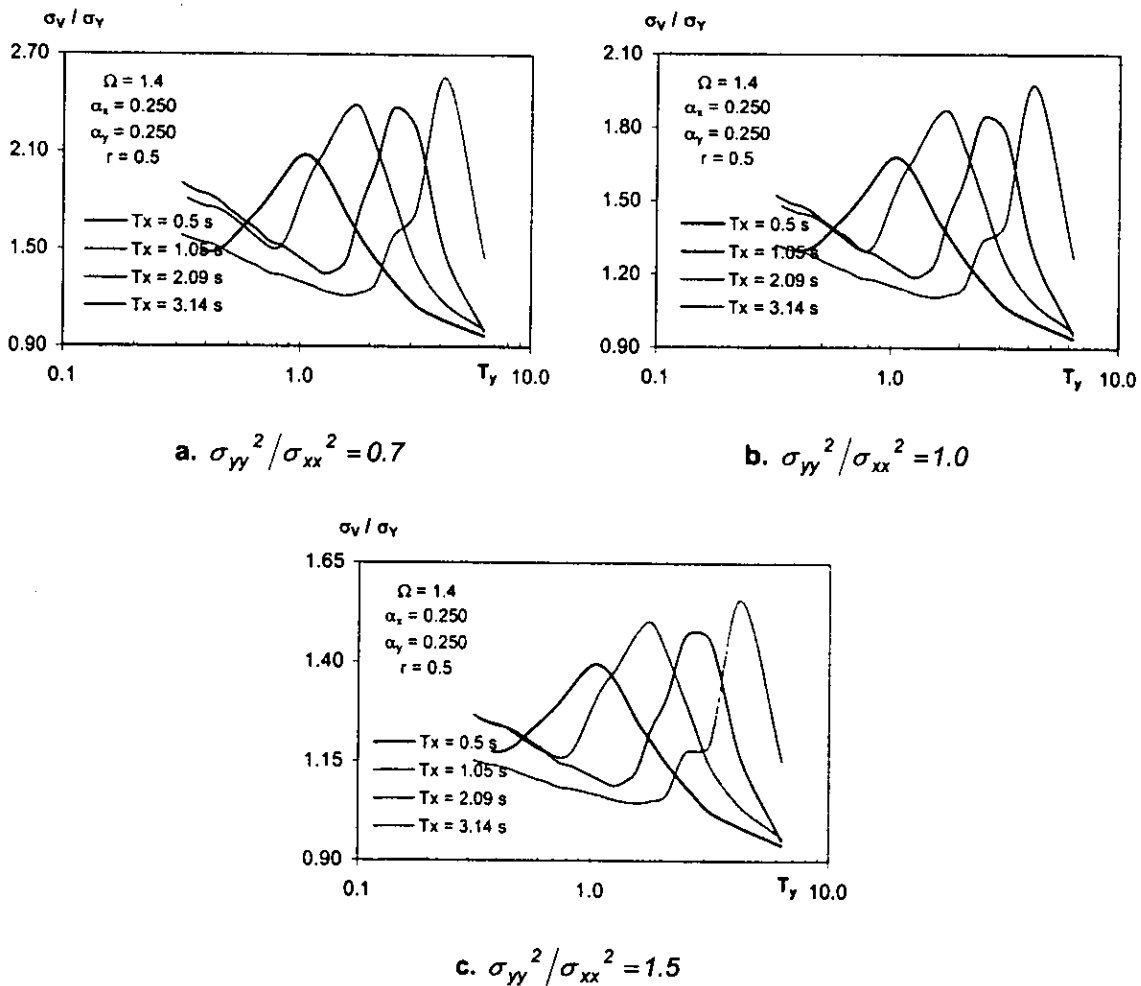 σV / σY
2.70
2.10
1.50
0.90
Ω = 1.4
αx = 0.250
αy = 0.250
r = 0.5
Tx = 0.5 s
Tx = 1.05 s
Tx = 2.09 s
Tx = 3.14 s
0.1
1.0
Ty
10.0
a. σyy²/σxx² = 0.7
σV / σY
2.10
1.80
1.50
1.20
0.90
Ω = 1.4
αx = 0.250
αy = 0.250
r = 0.5
Tx = 0.5 s
Tx = 1.05 s
Tx = 2.09 s
Tx = 3.14 s
0.1
1.0
Ty
10.0
b. σyy²/σxx² = 1.0
σV / σY
1.65
1.40
1.15
0.90
Ω = 1.4
αx = 0.250
αy = 0.250
r = 0.5
Tx = 0.5 s
Tx = 1.05 s
Tx = 2.09 s
Tx = 3.14 s
0.1
1.0
Ty
10.0
c. σyy²/σxx² = 1.5